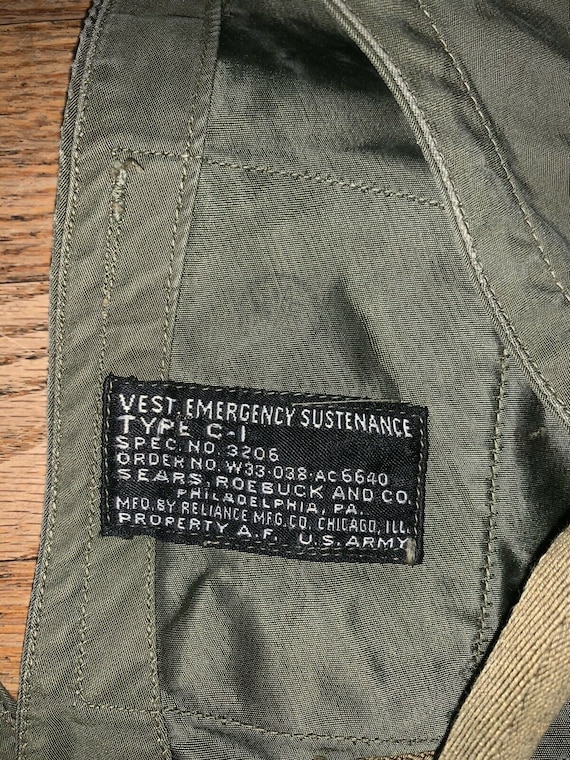 VEST, EMERGENCY SUSTENANCE
TYPE C-1
SPEC. NO. 3206
ORDER NO. W33-038-AC6640
SEARS, ROEBUCK AND CO.
PHILADELPHIA, PA.
MFD. BY RELIANCE MFG. CO. CHICAGO, ILL.
PROPERTY A.F. U.S. ARMY